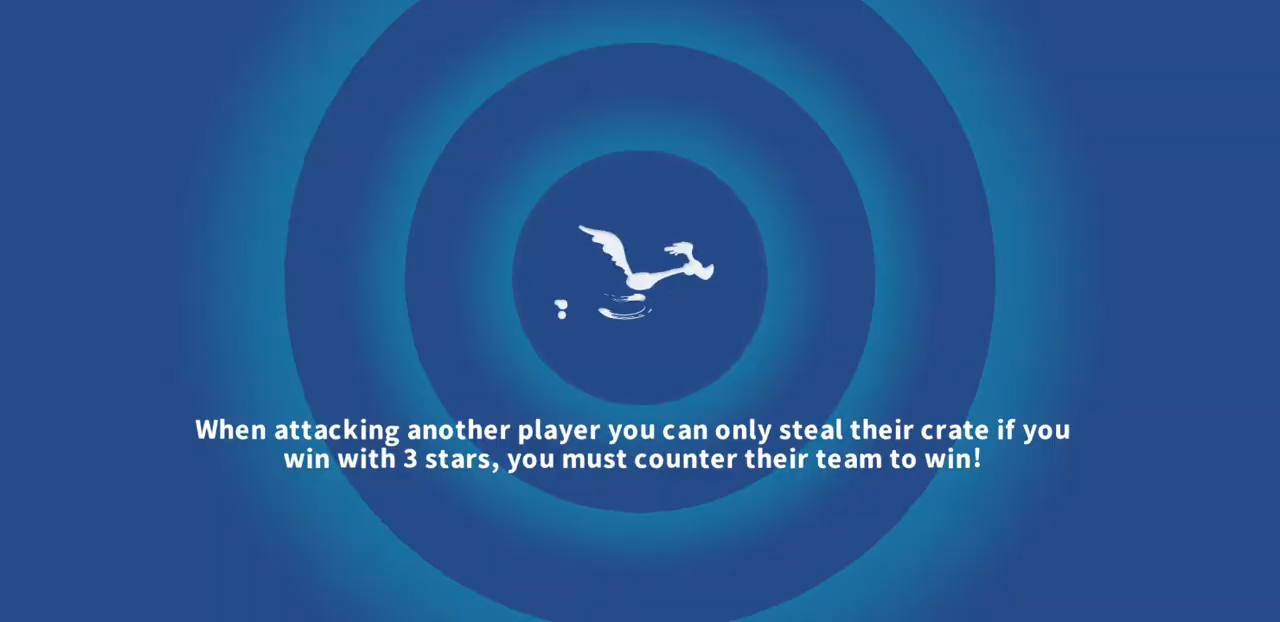 When attacking another player you can only steal their crate if you
win with 3 stars, you must counter their team to win!